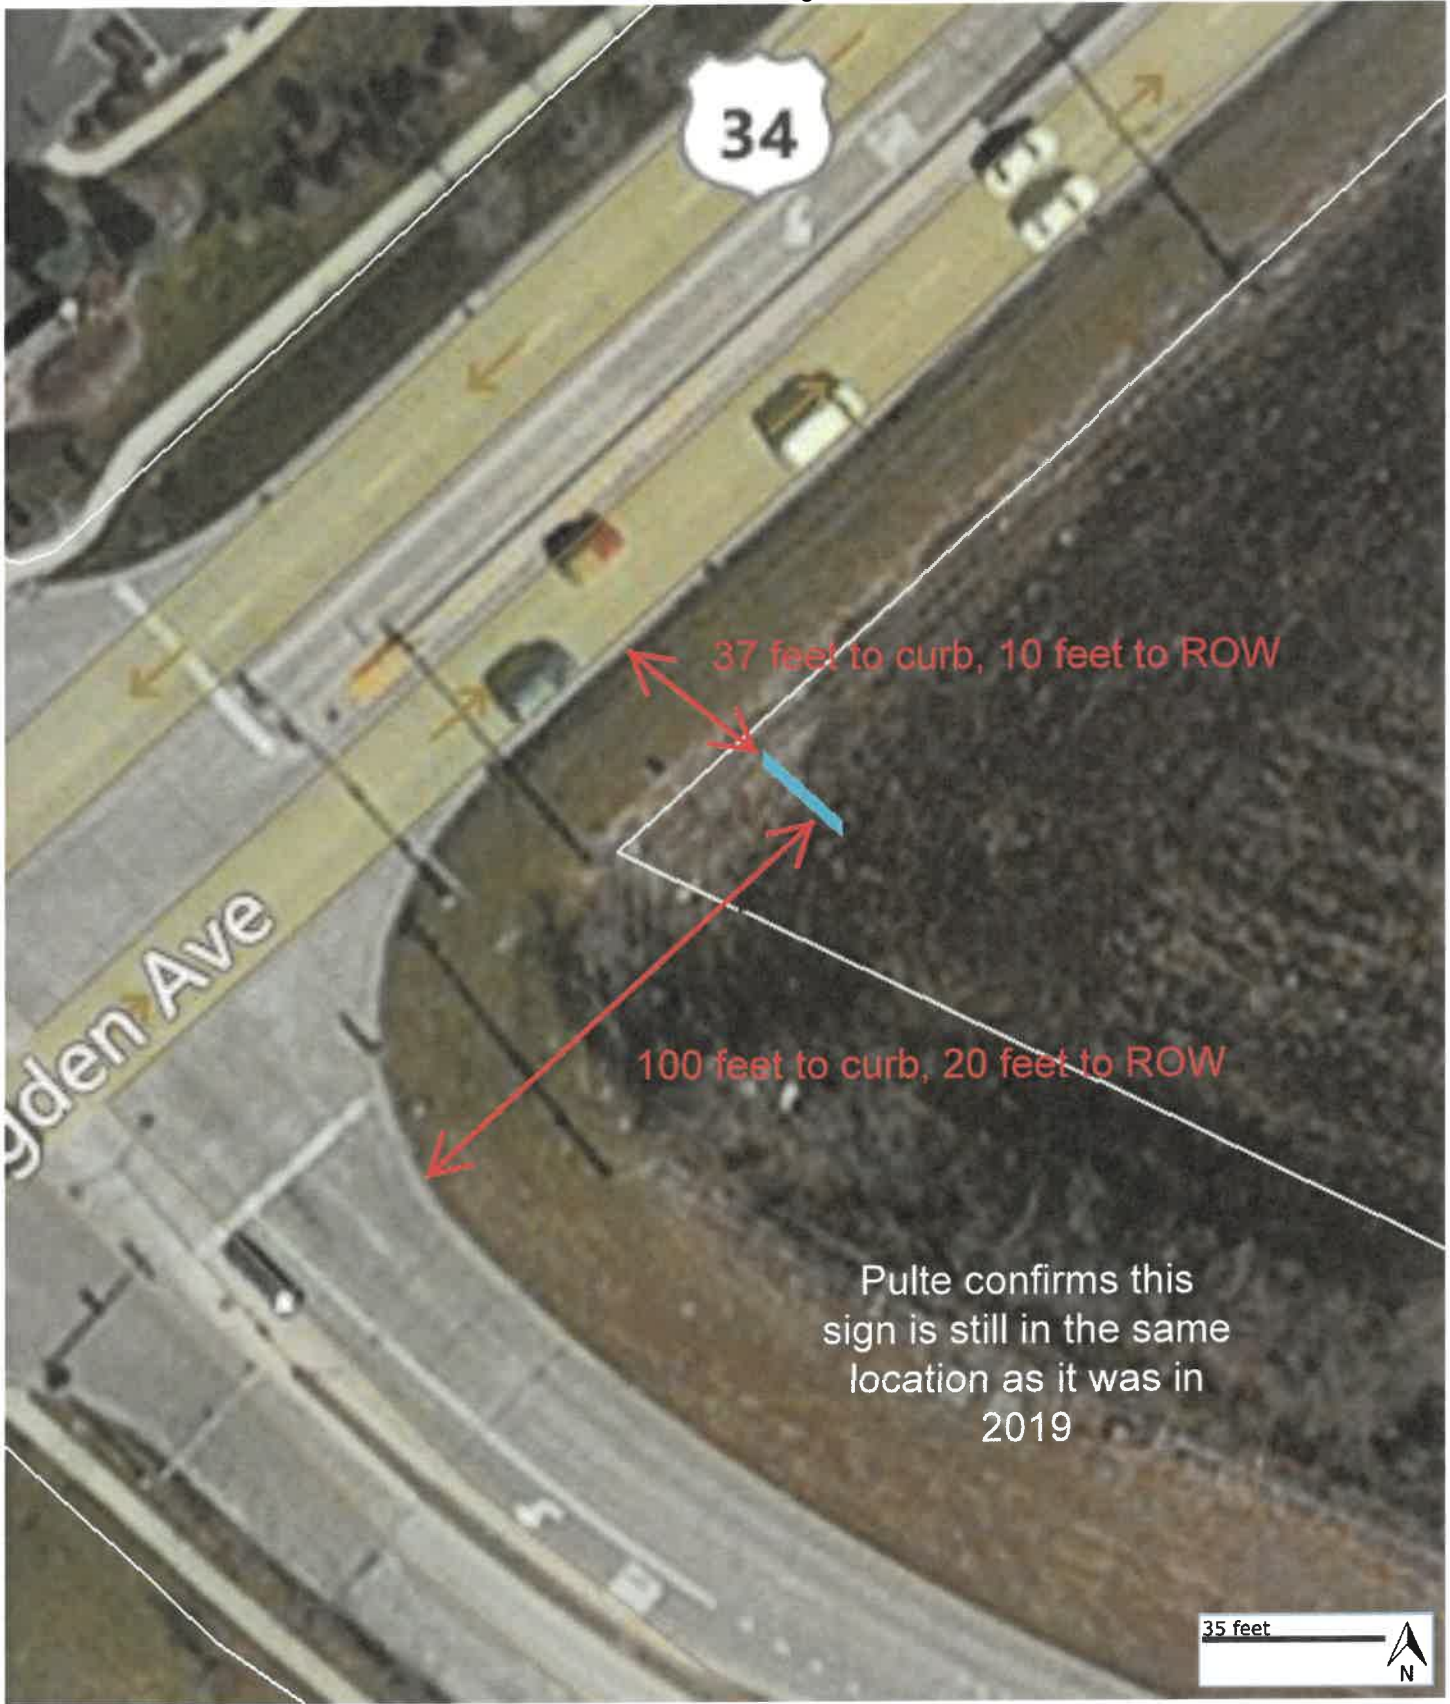 34
37 feet to curb, 10 feet to ROW
gden Ave
100 feet to curb, 20 feet to ROW
Pulte confirms this
sign is still in the same
location as it was in
2019
35 feet
N